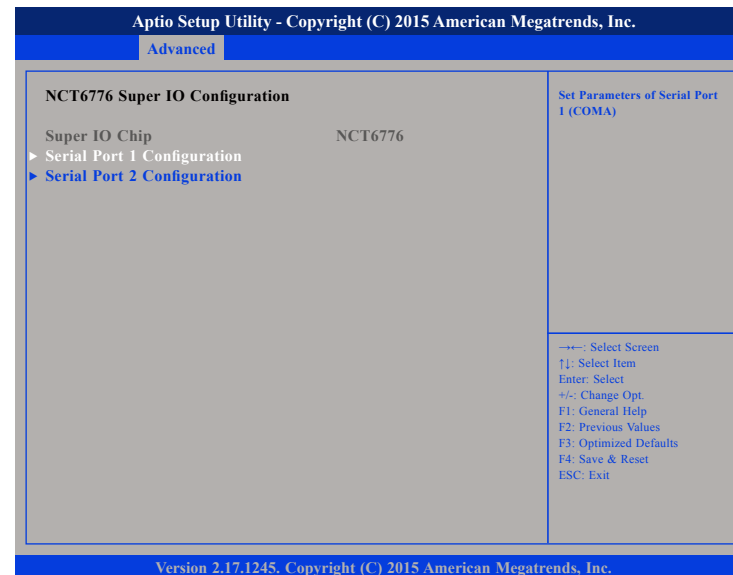 Aptio Setup Utility - Copyright (C) 2015 American Megatrends, Inc.
Advanced
NCT6776 Super IO Configuration
Super IO Chip NCT6776
► Serial Port 1 Configuration
► Serial Port 2 Configuration
Set Parameters of Serial Port
1 (COMA)
→←: Select Screen
↑↓: Select Item
Enter: Select
+/-: Change Opt.
F1: General Help
F2: Previous Values
F3: Optimized Defaults
F4: Save & Reset
ESC: Exit
Version 2.17.1245. Copyright (C) 2015 American Megatrends, Inc.